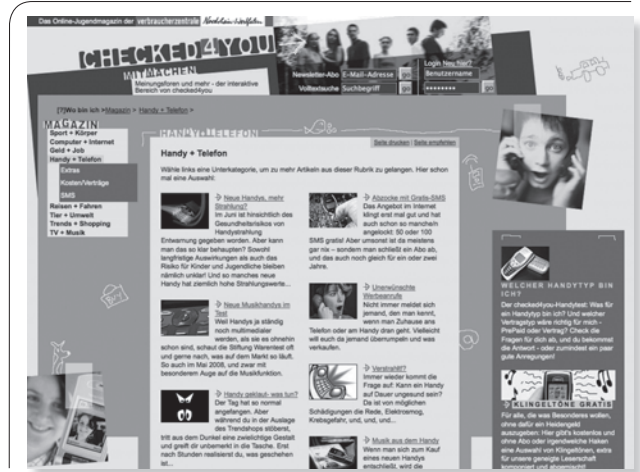 Das Online-Jugendmagazin der verbraucherzentrale Nordrhein-Westfalen
CHECKED4YOU
MITMACHEN
Meinungsforen und mehr - der interaktive
Bereich von checked4you
Login Neu hier?
Newsletter-Abo E-Mail-Adresse go Benutzername
Volltextsuche Suchbegriff go ******** go
[?]Wo bin ich >Magazin > Handy + Telefon >
MAGAZIN
Sport + Körper
Computer + Internet
Geld + Job
Handy + Telefon
Extras
Kosten/Verträge
SMS
Reisen + Fahren
Tier + Umwelt
Trends + Shopping
TV + Musik
HANDY+TELEFON
Seite drucken | Seite empfehlen
Handy + Telefon
Wähle links eine Unterkategorie, um zu mehr Artikeln aus dieser Rubrik zu gelangen. Hier schon
mal eine Auswahl:
Neue Handys, mehr
Strahlung?
Im Juni ist hinsichtlich des
Gesundheitsrisikos von
Handystrahlung
Entwarnung gegeben worden. Aber kann
man das so klar behaupten? Sowohl
langfristige Auswirkungen als auch das
Risiko für Kinder und Jugendliche bleiben
nämlich unklar! Und so manches neue
Handy hat ziemlich hohe Strahlungswerte...
Neue Musikhandys im
Test
Weil Handys ja ständig
noch multimedialer
werden, als sie es ohnehin
schon sind, schaut die Stiftung Warentest oft
und gerne nach, was auf dem Markt so läuft.
So auch im Mai 2008, und zwar mit
besonderem Auge auf die Musikfunktion.
Handy geklaut- was tun?
Der Tag hat so normal
angefangen. Aber
während du in der Auslage
des Trendshops stöberst,
tritt aus dem Dunkel eine zwielichtige Gestalt
und greift dir unbemerkt in die Tasche. Erst
nach Stunden realisierst du, was geschehen
ist...
Abzocke mit Gratis-SMS
Das Angebot im Internet
klingt erst mal gut und hat
auch schon so manche/n
angelockt: 50 oder 100
SMS gratis! Aber umsonst ist da meistens
gar nix – sondern man schließt ein Abo ab,
und das auch noch gleich für ein oder zwei
Jahre.
Unerwünschte
Werbeanrufe
Nicht immer meldet sich
jemand, den man kennt,
wenn man Zuhause ans
Telefon oder am Handy dran geht. Vielleicht
will euch da jemand überrumpeln und was
verkaufen.
Verstrahlt?
Immer wieder kommt die
Frage auf: Kann ein Handy
auf Dauer ungesund sein?
Da ist von möglichen
Schädigungen die Rede, Elektrosmog,
Krebsgefahr, und, und, und...
Musik aus dem Handy
Wenn man sich zum Kauf
eines neuen Handys
entschließt, wird die
WELCHER HANDYTYP BIN
ICH?
Der checked4you-Handytest: Was für
ein Handytyp bin ich? Und welcher
Vertragstyp wäre richtig für mich -
PrePaid oder Vertrag? Check die
Fragen für dich ab, und du bekommst
die Antwort - oder zumindest ein paar
gute Anregungen!
KLINGELTÖNE GRATIS
Für alle, die was Besonderes wollen,
ohne dafür ein Heidengeld
auszugeben: Hier gibt's kostenlos und
ohne Abo oder irgendwelche Haken
eine Auswahl von Klingeltönen, extra
für unsere geneigte Leserschaft
komponiert und abgemischt!